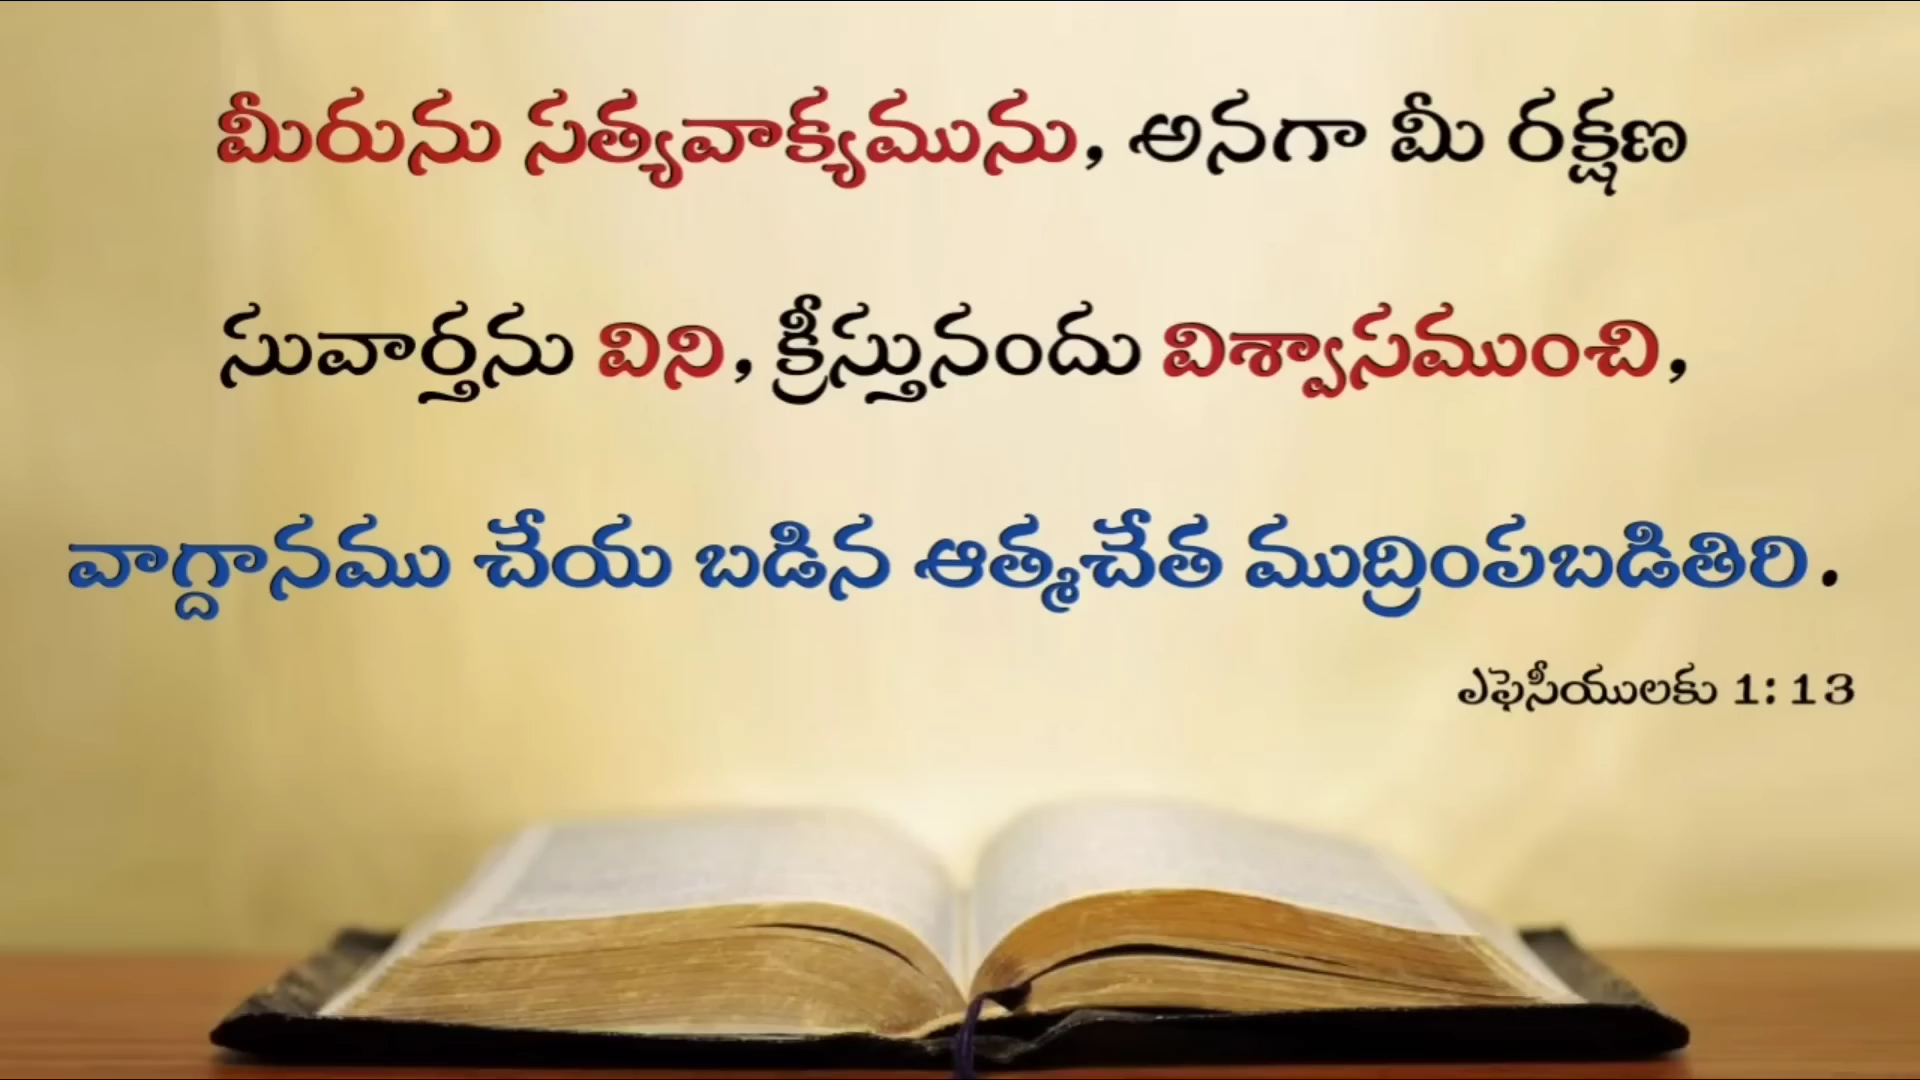 మీరును సత్యవాక్యమును, అనగా మీ రక్షణ
సువార్తను విని, క్రీస్తునందు విశ్వాసముంచి,
వాగ్దానము చేయ బడిన ఆత్మచేత ముద్రింపబడితిరి.
ఎఫెసీయులకు 1: 13